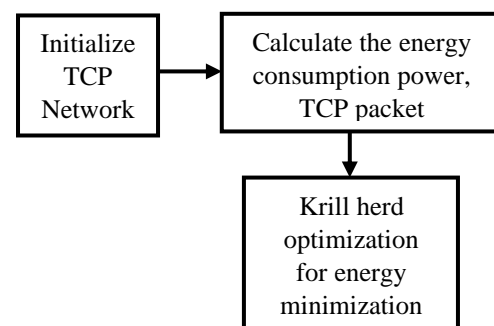 Initialize
TCP
Network
Calculate the energy
consumption power,
TCP packet
Krill herd
optimization
for energy
minimization